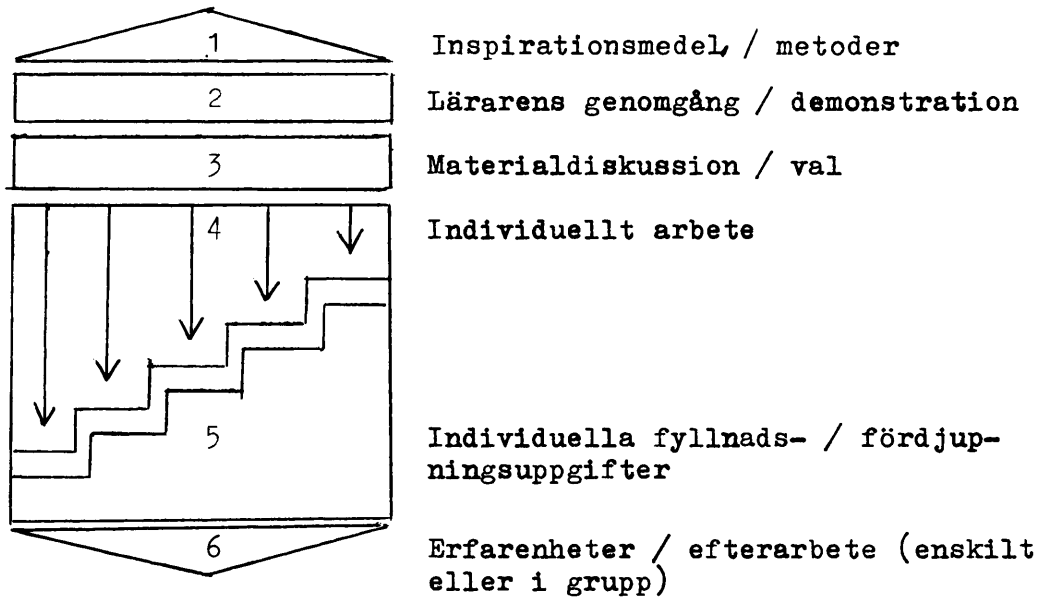 1 Inspirationsmedel / metoder
2 Lärarens genomgång / demonstration
3 Materialdiskussion / val
4 Individuellt arbete
5 Individuella fyllnads- / fördjup-
ningsuppgifter
6 Erfarenheter / efterarbete (enskilt
eller i grupp)